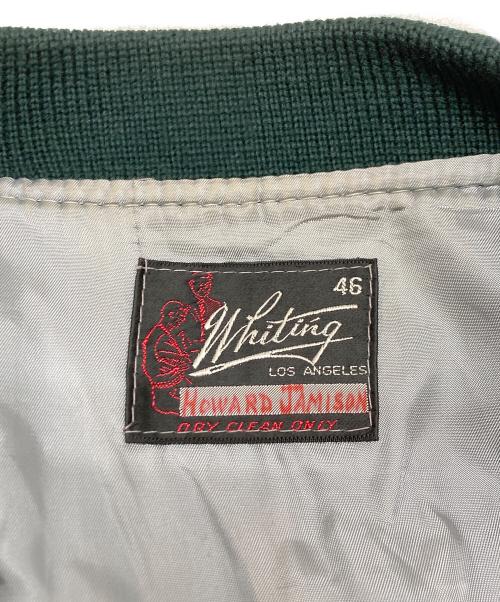 46
Whiting
LOS ANGELES
HOWARD JAMISON
DRY CLEAN ONLY